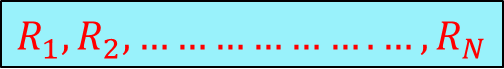 R₁, R₂, … … … … … … . … , R_N